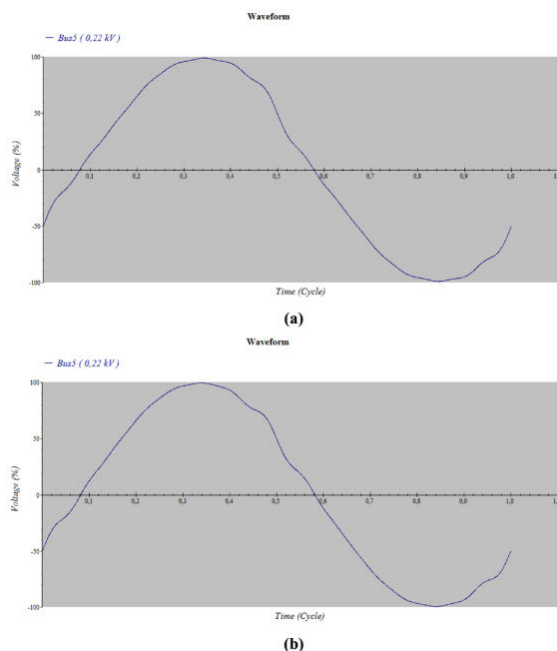 Waveform
— Bus5 ( 0,22 kV )
Voltage (%)
100
50
0
-50
-100
0,1 0,2 0,3 0,4 0,5 0,6 0,7 0,8 0,9 1,0 1,
Time (Cycle)
(a)
Waveform
— Bus5 ( 0,22 kV )
Voltage (%)
100
50
0
-50
-100
0,1 0,2 0,3 0,4 0,5 0,6 0,7 0,8 0,9 1,0 1,
Time (Cycle)
(b)